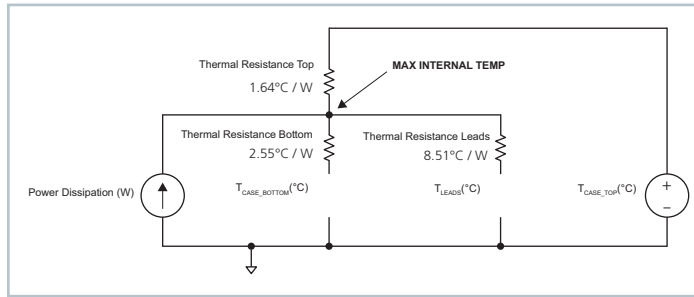 Thermal Resistance Top
1.64°C / W
MAX INTERNAL TEMP
Thermal Resistance Bottom
2.55°C / W
Thermal Resistance Leads
8.51°C / W
Power Dissipation (W)
TCASE_BOTTOM(°C)
TLEADS(°C)
TCASE_TOP(°C)
+
–